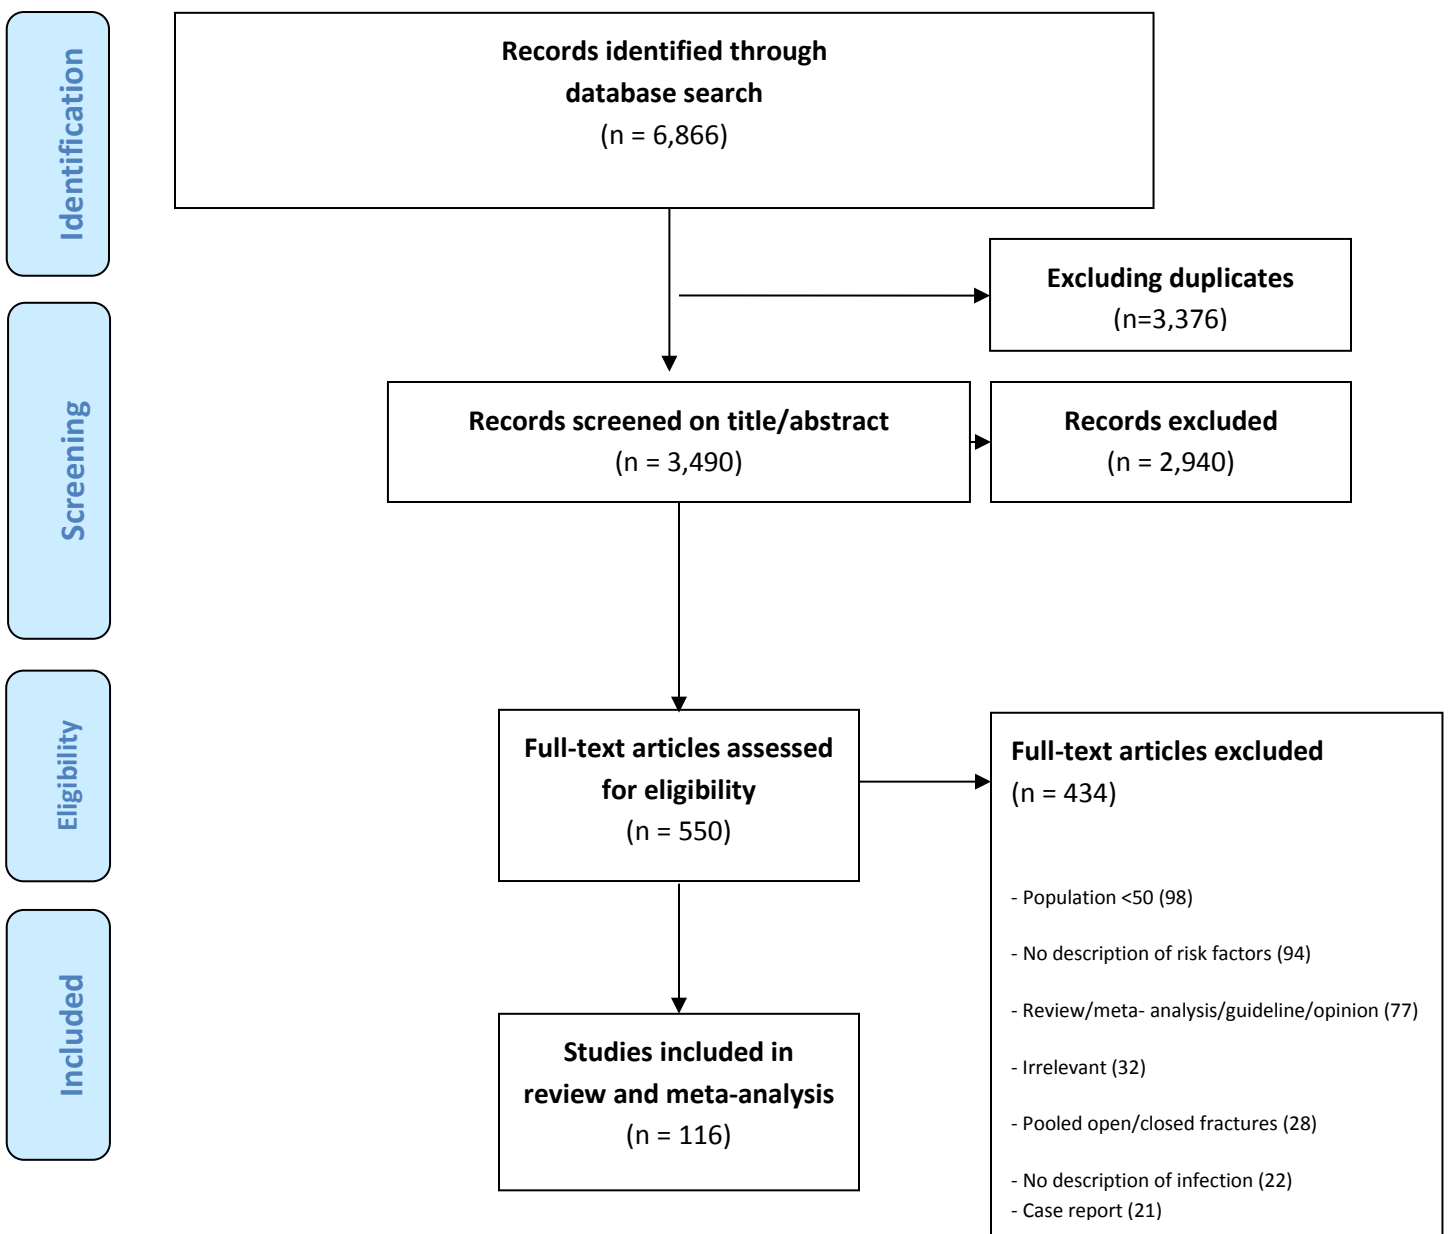 Identification
Records identified through
database search
(n = 6,866)
Excluding duplicates
(n=3,376)
Screening
Records screened on title/abstract
(n = 3,490)
Records excluded
(n = 2,940)
Eligibility
Full-text articles assessed
for eligibility
(n = 550)
Full-text articles excluded
(n = 434)
- Population <50 (98)
- No description of risk factors (94)
- Review/meta- analysis/guideline/opinion (77)
- Irrelevant (32)
- Pooled open/closed fractures (28)
- No description of infection (22)
- Case report (21)
Included
Studies included in
review and meta-analysis
(n = 116)